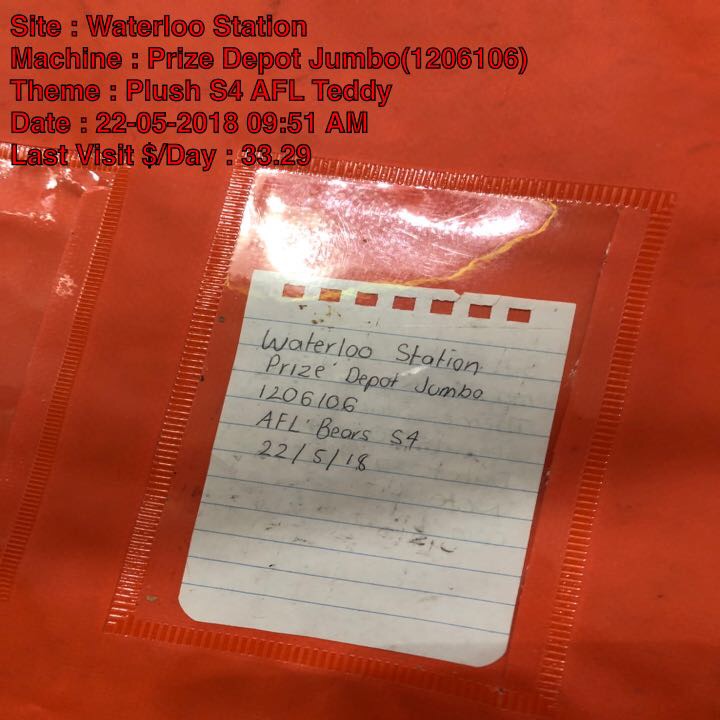 Site : Waterloo Station
Machine : Prize Depot Jumbo(1206106)
Theme : Plush S4 AFL Teddy
Date : 22-05-2018 09:51 AM
Last Visit $/Day : 33.29
Waterloo Station
Prize Depot Jumbo
1206106
AFL Bears S4
22/5/18